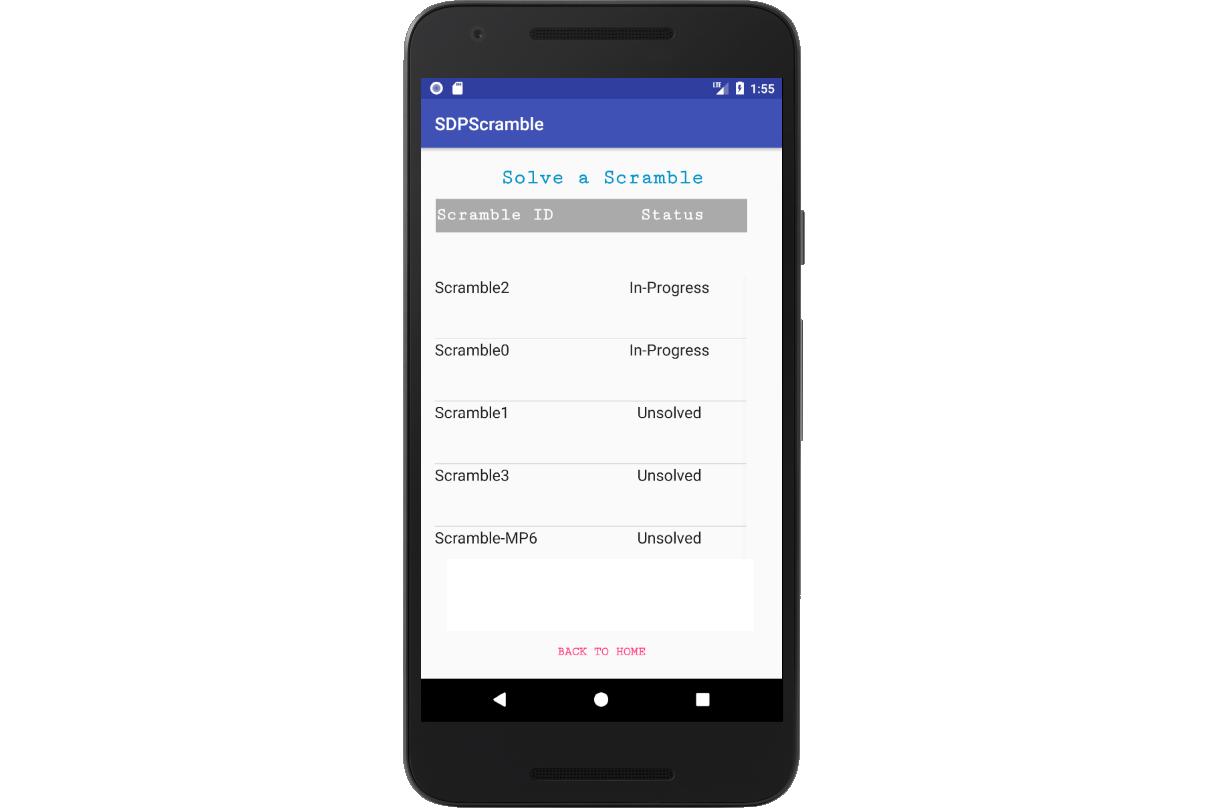 LTE 1:55
SDPScramble
Solve a Scramble
Scramble ID Status
Scramble2 In-Progress
Scramble0 In-Progress
Scramble1 Unsolved
Scramble3 Unsolved
Scramble-MP6 Unsolved
BACK TO HOME